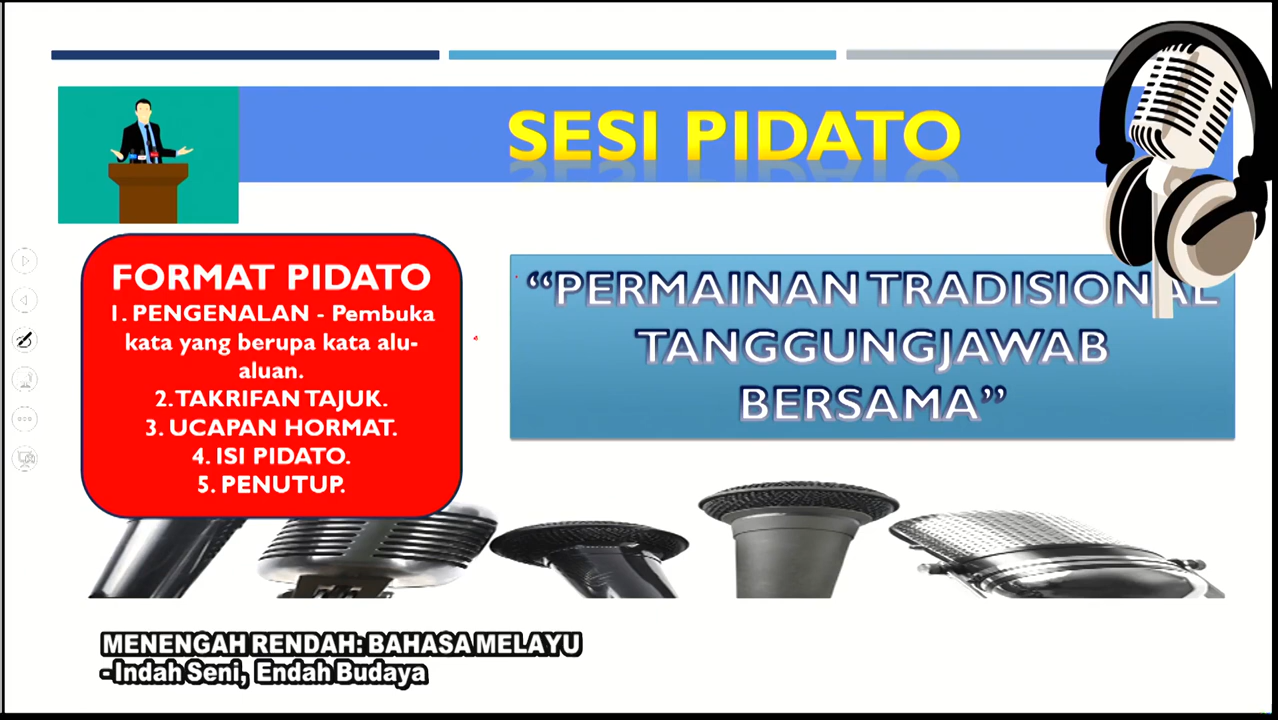 SESI PIDATO
FORMAT PIDATO
1. PENGENALAN - Pembuka
kata yang berupa kata alu-
aluan.
2. TAKRIFAN TAJUK.
3. UCAPAN HORMAT.
4. ISI PIDATO.
5. PENUTUP.
“PERMAINAN TRADISIONAL
TANGGUNGJAWAB
BERSAMA”
MENENGAH RENDAH: BAHASA MELAYU
- Indah Seni, Endah Budaya